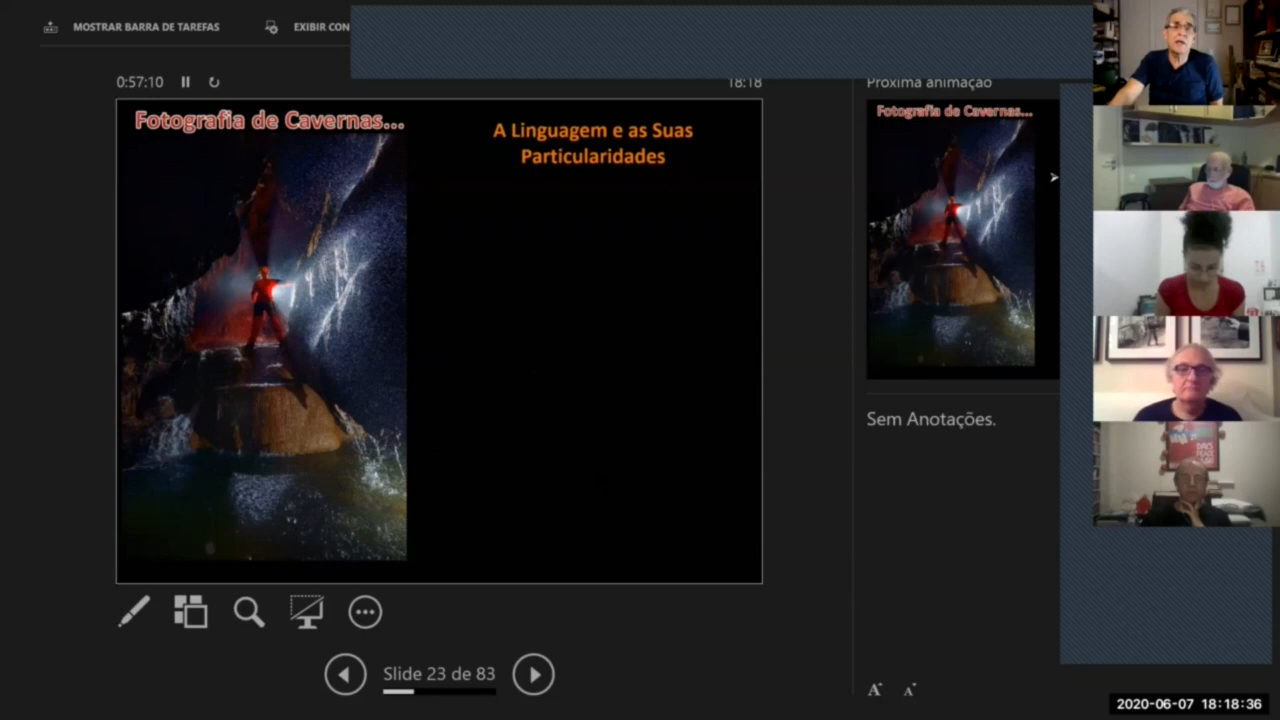 MOSTRAR BARRA DE TAREFAS
EXIBIR CON
0:57:10
18:18
Próxima animação
Fotografia de Cavernas...
A Linguagem e as Suas
Particularidades
Fotografia de Cavernas...
Sem Anotações.
Slide 23 de 83
A A
2020-06-07 18:18:36